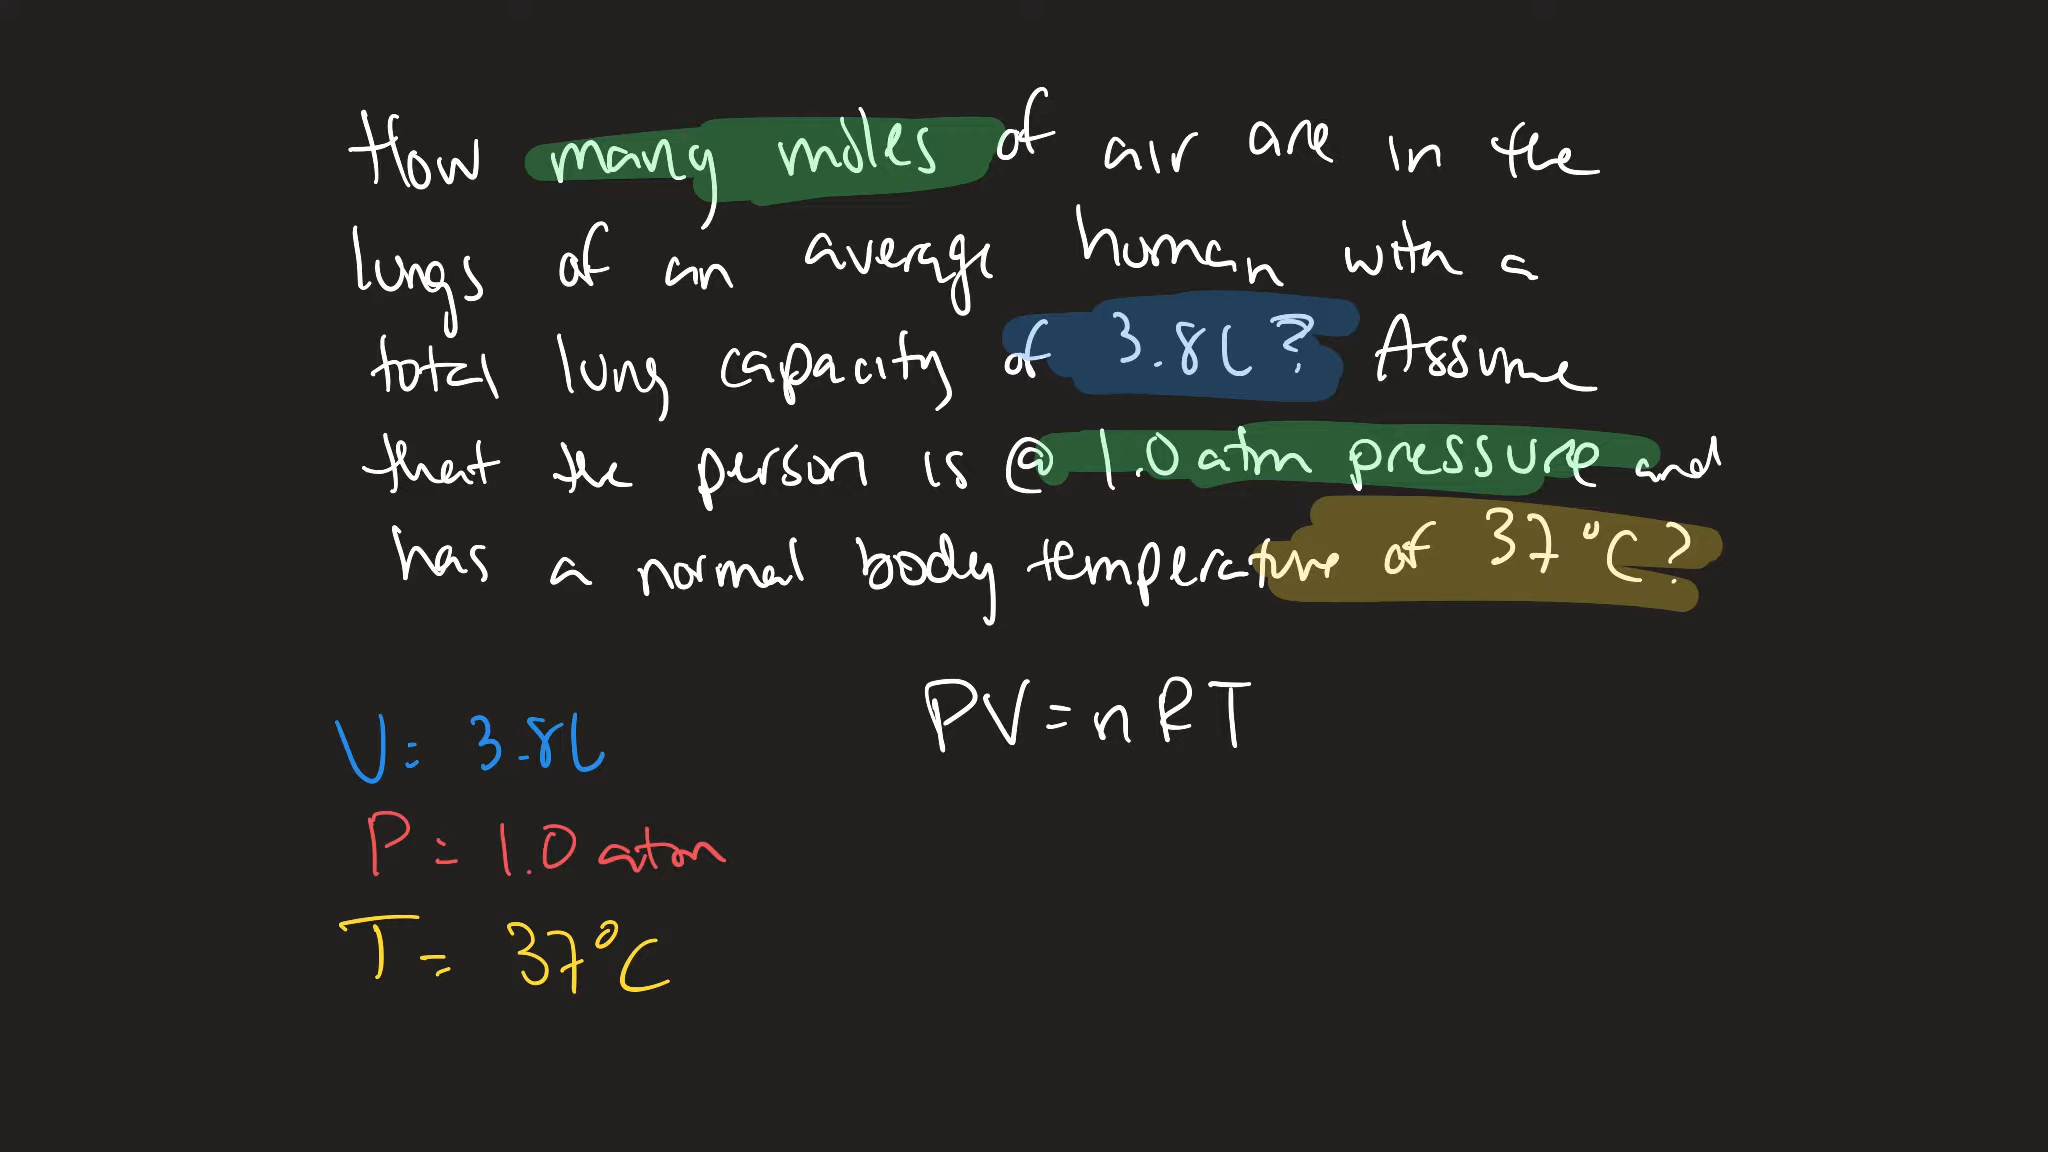 How many moles of air are in the
lungs of an average human with a
total lung capacity of 3.8L? Assume
that the person is @ 1.0 atm pressure and
has a normal body temperature of 37°C?
PV=nRT
V= 3.8L
P= 1.0 atm
T= 37°C